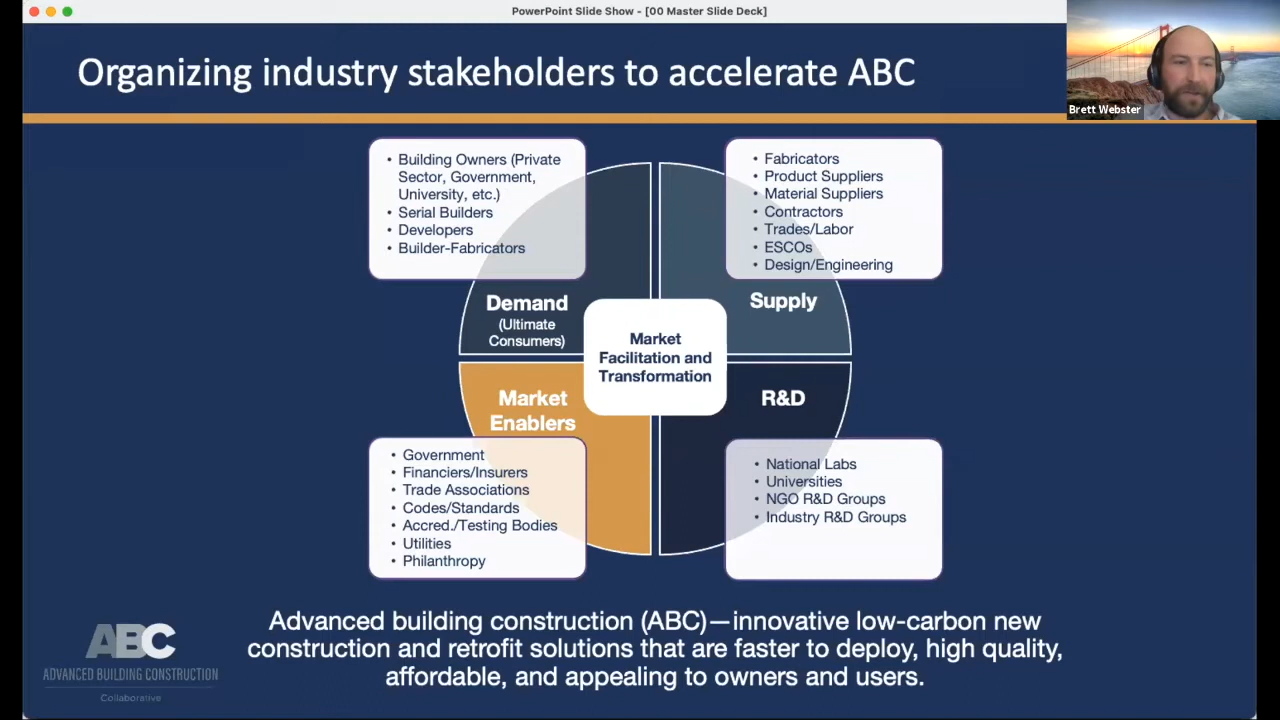 PowerPoint Slide Show - [00 Master Slide Deck]
Organizing industry stakeholders to accelerate ABC
Brett Webster
• Building Owners (Private
Sector, Government,
University, etc.)
• Serial Builders
• Developers
• Builder-Fabricators
• Fabricators
• Product Suppliers
• Material Suppliers
• Contractors
• Trades/Labor
• ESCOs
• Design/Engineering
Demand
(Ultimate
Consumers)
Supply
Market
Facilitation and
Transformation
Market
Enablers
R&D
• Government
• Financiers/Insurers
• Trade Associations
• Codes/Standards
• Accred./Testing Bodies
• Utilities
• Philanthropy
• National Labs
• Universities
• NGO R&D Groups
• Industry R&D Groups
Advanced building construction (ABC)—innovative low-carbon new
construction and retrofit solutions that are faster to deploy, high quality,
affordable, and appealing to owners and users.
ABC
ADVANCED BUILDING CONSTRUCTION
Collaborative